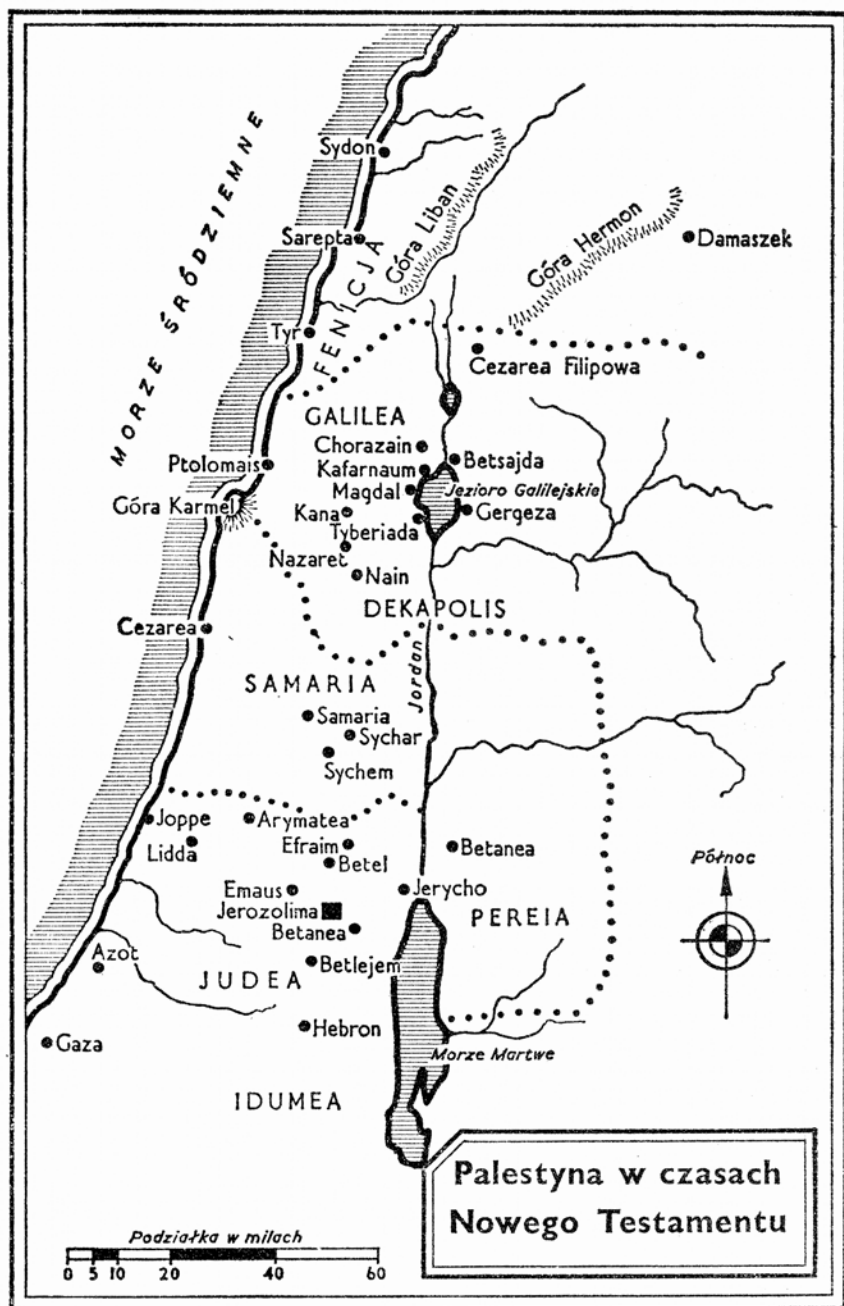 MORZE ŚRÓDZIEMNE
Sydon
Góra Liban
Góra Hermon
Damaszek
Sarepta
FENICJA
Tyr
Cezarea Filipowa
GALILEA
Chorazain
Betsajda
Ptolomais
Kafarnaum
Magdal
Jezioro Galilejskie
Góra Karmel
Kana
Gergeza
Tyberiada
Nazaret
Nain
DEKAPOLIS
Cezarea
Jordan
SAMARIA
Samaria
Sychar
Sychem
Joppe
Arymatea
Lidda
Efraim
Betanea
Betel
Północ
Emaus
Jerycho
Jerozolima
PEREIA
Betanea
Azot
Betlejem
JUDEA
Hebron
Gaza
Morze Martwe
IDUMEA
Palestyna w czasach
Nowego Testamentu
Podziałka w milach
0 5 10 20 40 60